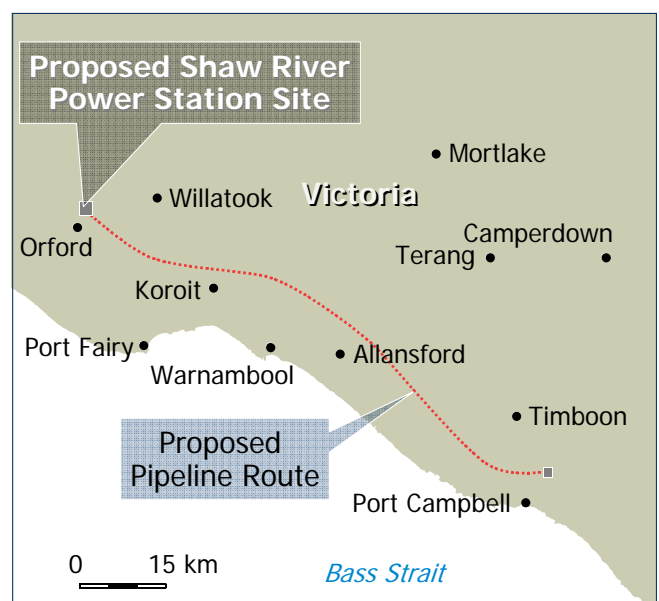 Proposed Shaw River
Power Station Site
Mortlake
Willatook
Victoria
Camperdown
Orford
Terang
Koroit
Port Fairy
Allansford
Warnambool
Timboon
Proposed
Pipeline Route
Port Campbell
0 15 km
Bass Strait